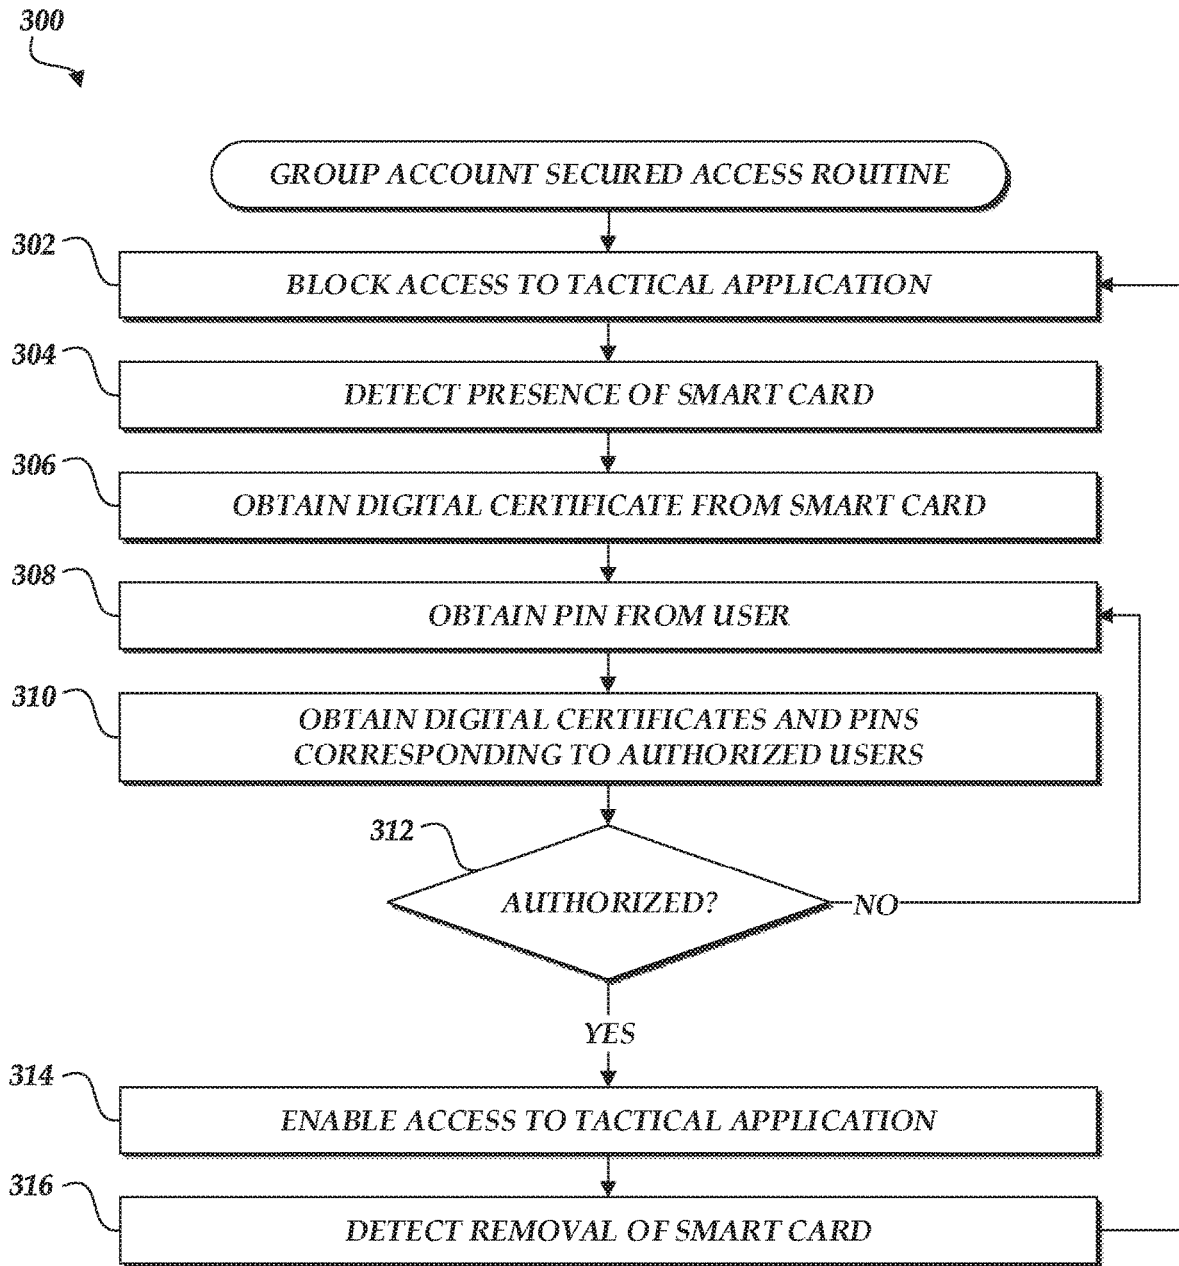 300
GROUP ACCOUNT SECURED ACCESS ROUTINE
302
BLOCK ACCESS TO TACTICAL APPLICATION
304
DETECT PRESENCE OF SMART CARD
306
OBTAIN DIGITAL CERTIFICATE FROM SMART CARD
308
OBTAIN PIN FROM USER
310
OBTAIN DIGITAL CERTIFICATES AND PINS
CORRESPONDING TO AUTHORIZED USERS
312
AUTHORIZED?
NO
YES
314
ENABLE ACCESS TO TACTICAL APPLICATION
316
DETECT REMOVAL OF SMART CARD